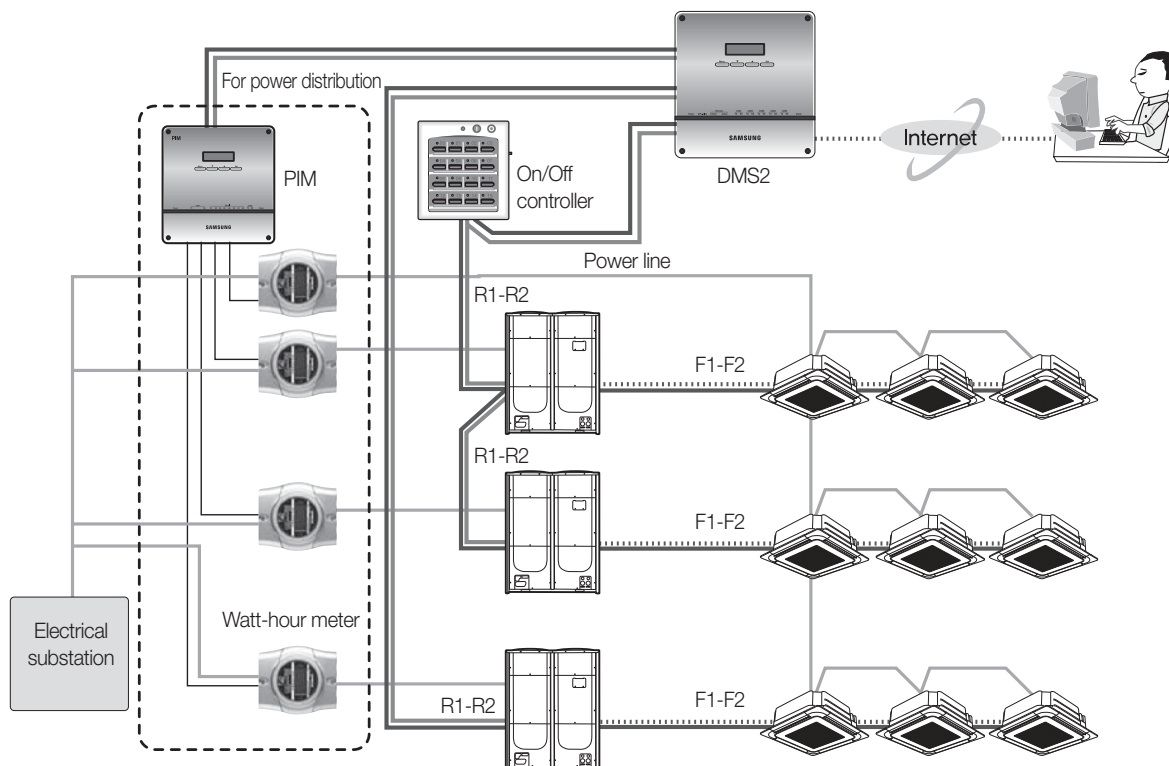 For power distribution
PIM
SAMSUNG
PIM
On/Off
controller
SAMSUNG
DMS2
Internet
Power line
R1-R2
F1-F2
R1-R2
F1-F2
Electrical
substation
Watt-hour meter
R1-R2
F1-F2